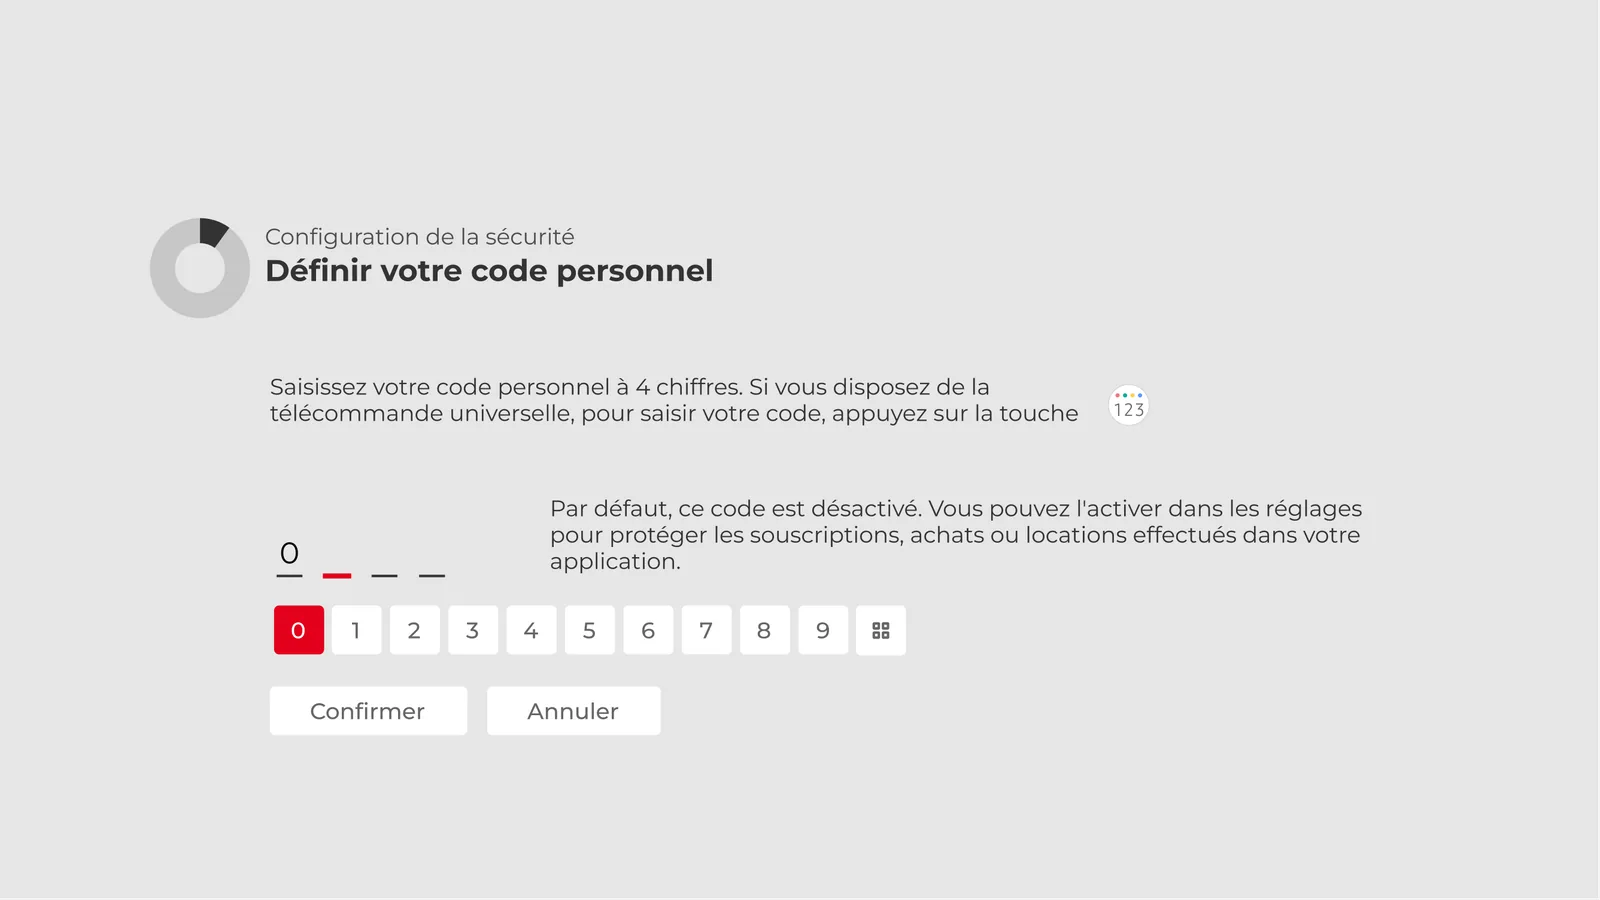 Configuration de la sécurité
Définir votre code personnel
Saisissez votre code personnel à 4 chiffres. Si vous disposez de la
télécommande universelle, pour saisir votre code, appuyez sur la touche
123
Par défaut, ce code est désactivé. Vous pouvez l'activer dans les réglages
pour protéger les souscriptions, achats ou locations effectués dans votre
application.
0
0 1 2 3 4 5 6 7 8 9
Confirmer Annuler